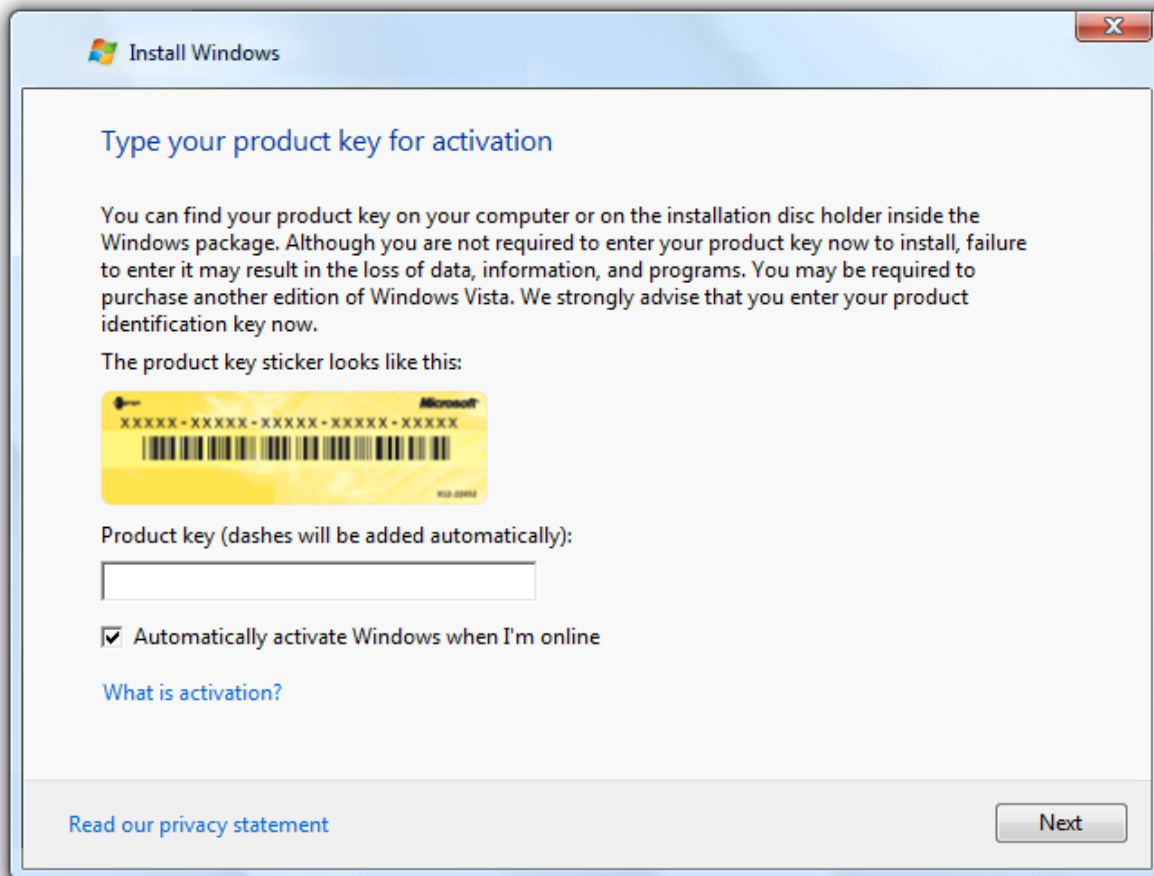 Install Windows
Type your product key for activation
You can find your product key on your computer or on the installation disc holder inside the
Windows package. Although you are not required to enter your product key now to install, failure
to enter it may result in the loss of data, information, and programs. You may be required to
purchase another edition of Windows Vista. We strongly advise that you enter your product
identification key now.
The product key sticker looks like this:
Microsoft
XXXXX-XXXXX-XXXXX-XXXXX-XXXXX
Product key (dashes will be added automatically):
Automatically activate Windows when I'm online
What is activation?
Read our privacy statement
Next